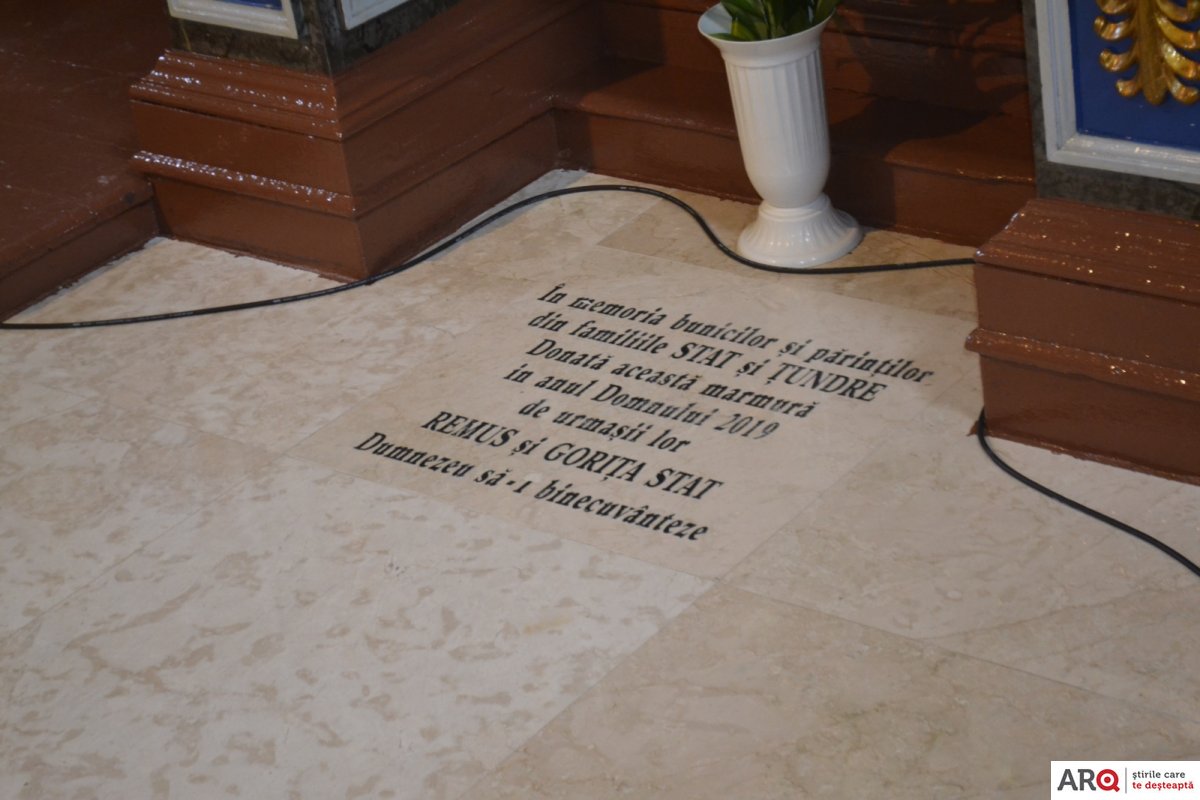 În memoria bunicilor și părinților
din familiile STAT și ȚUNDRE
Donată această marmură
în anul Domnului 2019
de urmașii lor
REMUS și GORIȚA STAT
Dumnezeu să-i binecuvânteze
ARQ
știrile care
te deșteaptă